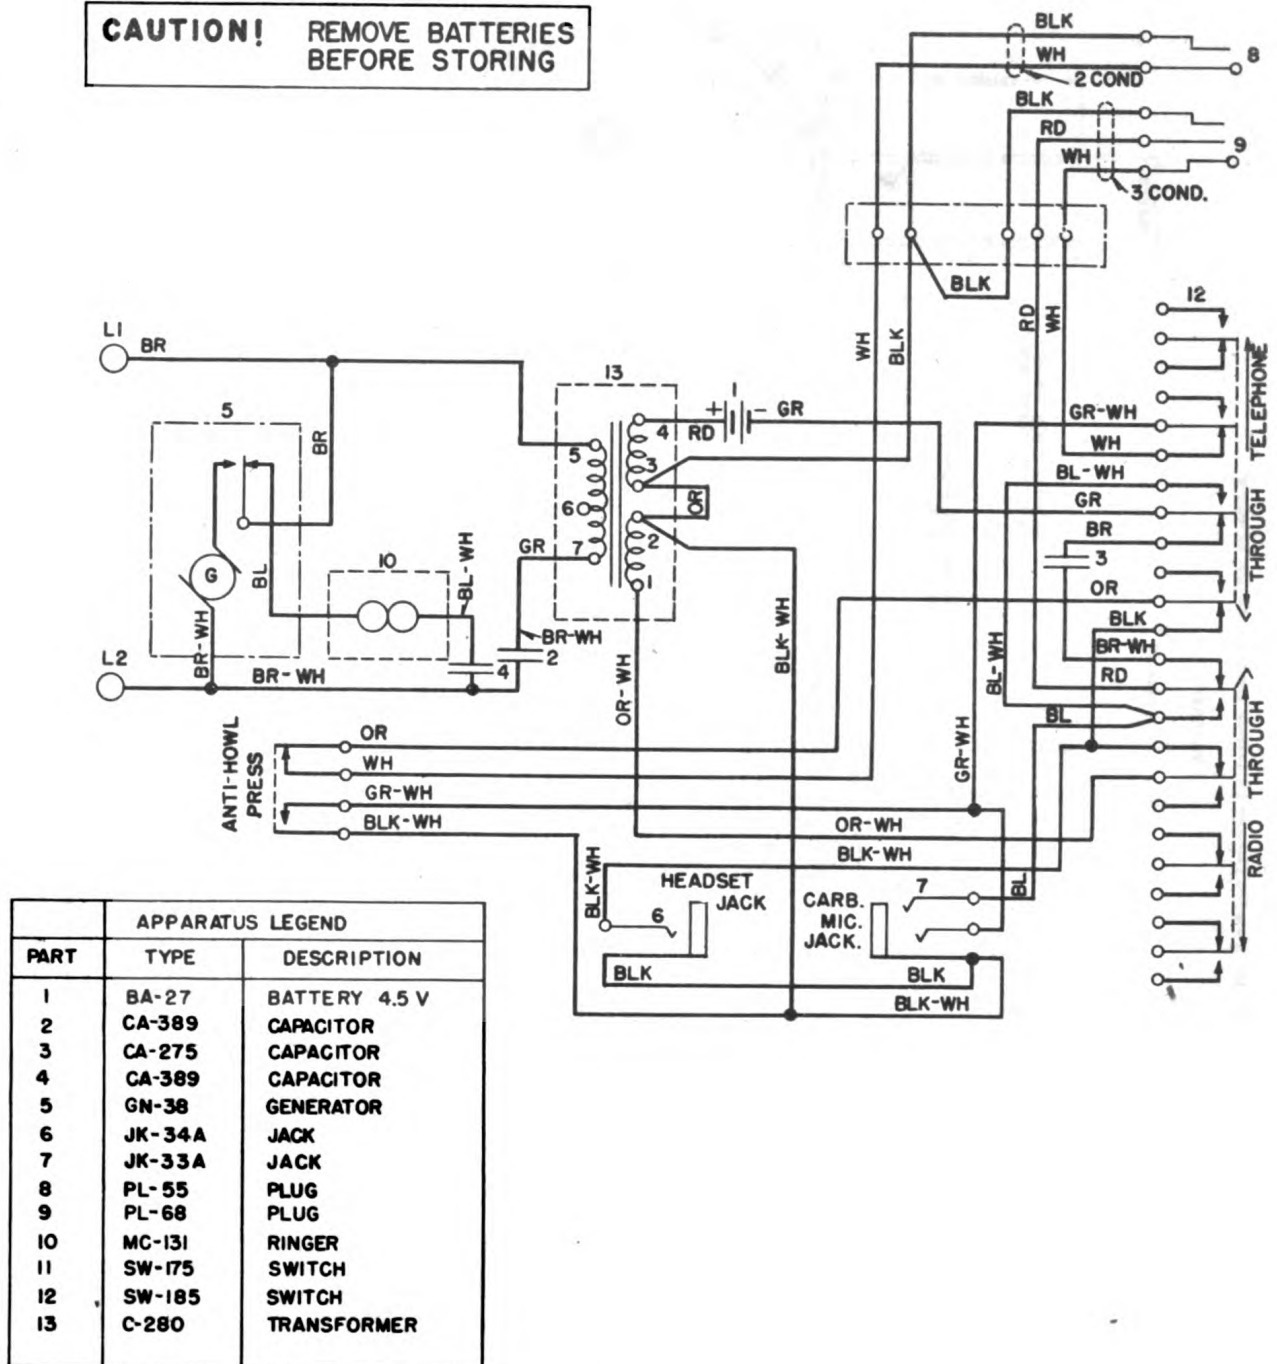 CAUTION! REMOVE BATTERIES
BEFORE STORING
BLK
WH
8
2 COND
BLK
RD
9
WH
3 COND.
BLK
12
L1
BR
WH
BLK
RD
WH
13
5
BR
1
+ - GR
4
RD
5
3
6
OR
2
7
1
GR
GR-WH
WH
BL-WH
GR
BR
3
OR
BLK
BR-WH
RD
BL
TELEPHONE
THROUGH
THROUGH
RADIO
G
BL
10
BL-WH
BR-WH
2
4
L2
BR-WH
BR-WH
OR-WH
BLK-WH
BL-WH
GR-WH
ANTI-HOWL
PRESS
OR
WH
GR-WH
BLK-WH
OR-WH
BLK-WH
BLK-WH
HEADSET
JACK
6
CARB.
MIC.
JACK.
7
BL
BLK
BLK
BLK-WH
APPARATUS LEGEND
PART TYPE DESCRIPTION
1 BA-27 BATTERY 4.5 V
2 CA-389 CAPACITOR
3 CA-275 CAPACITOR
4 CA-389 CAPACITOR
5 GN-38 GENERATOR
6 JK-34A JACK
7 JK-33A JACK
8 PL-55 PLUG
9 PL-68 PLUG
10 MC-131 RINGER
11 SW-175 SWITCH
12 SW-185 SWITCH
13 C-280 TRANSFORMER